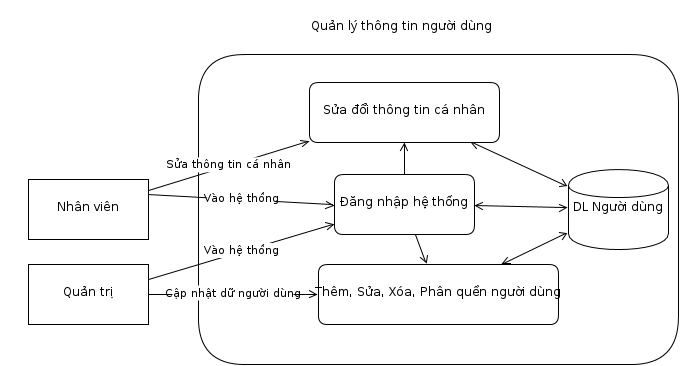 Quản lý thông tin người dùng
Sửa đổi thông tin cá nhân
Sửa thông tin cá nhân
Nhân viên
Vào hệ thống
Đăng nhập hệ thống
DL Người dùng
Vào hệ thống
Quản trị
Cập nhật dữ người dùng
Thêm, Sửa, Xóa, Phân quền người dùng